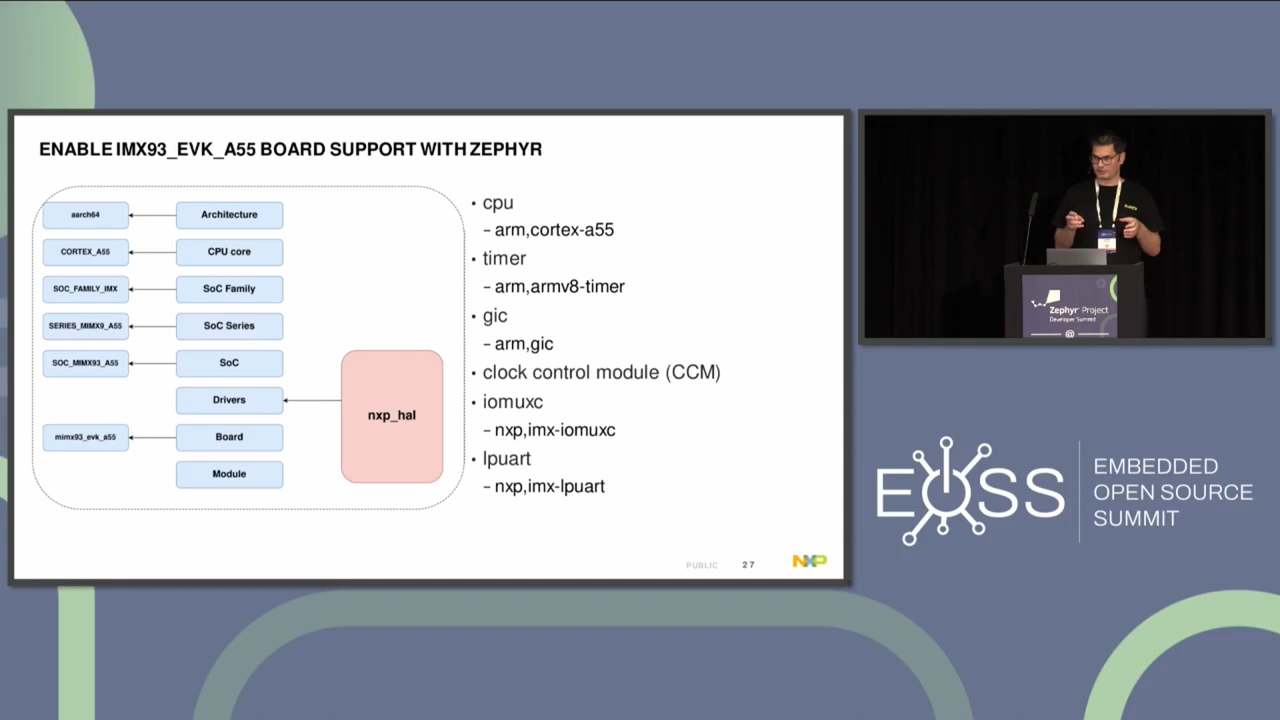 ENABLE IMX93_EVK_A55 BOARD SUPPORT WITH ZEPHYR
aarch64
Architecture
CORTEX_A55
CPU core
SOC_FAMILY_IMX
SoC Family
SERIES_MIMX9_A55
SoC Series
SOC_MIMX93_A55
SoC
Drivers
nxp_hal
mimx93_evk_a55
Board
Module
• cpu
– arm,cortex-a55
• timer
– arm,armv8-timer
• gic
– arm,gic
• clock control module (CCM)
• iomuxc
– nxp,imx-iomuxc
• lpuart
– nxp,imx-lpuart
PUBLIC
27
NXP
Zephyr Project
Developer Summit
@
EOSS
EMBEDDED
OPEN SOURCE
SUMMIT